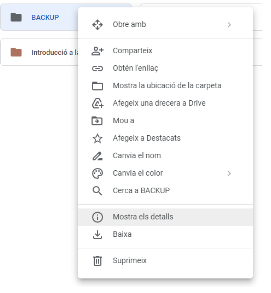 BACKUP
Obre amb
Introducció a la
Comparteix
Obtén l'enllaç
Mostra la ubicació de la carpeta
Afegeix una drecera a Drive
Mou a
Afegeix a Destacats
Canvia el nom
Canvia el color
Cerca a BACKUP
Mostra els detalls
Baixa
Suprimeix